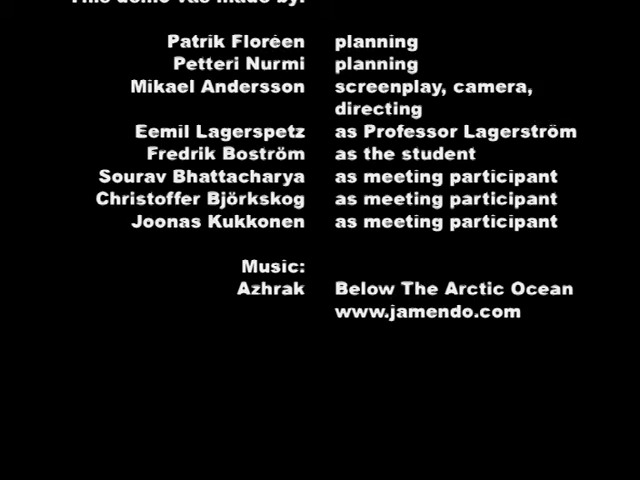 This demo was made by:
Patrik Floréen planning
Petteri Nurmi planning
Mikael Andersson screenplay, camera,
directing
Eemil Lagerspetz as Professor Lagerström
Fredrik Boström as the student
Sourav Bhattacharya as meeting participant
Christoffer Björkskog as meeting participant
Joonas Kukkonen as meeting participant
Music:
Azhrak Below The Arctic Ocean
www.jamendo.com